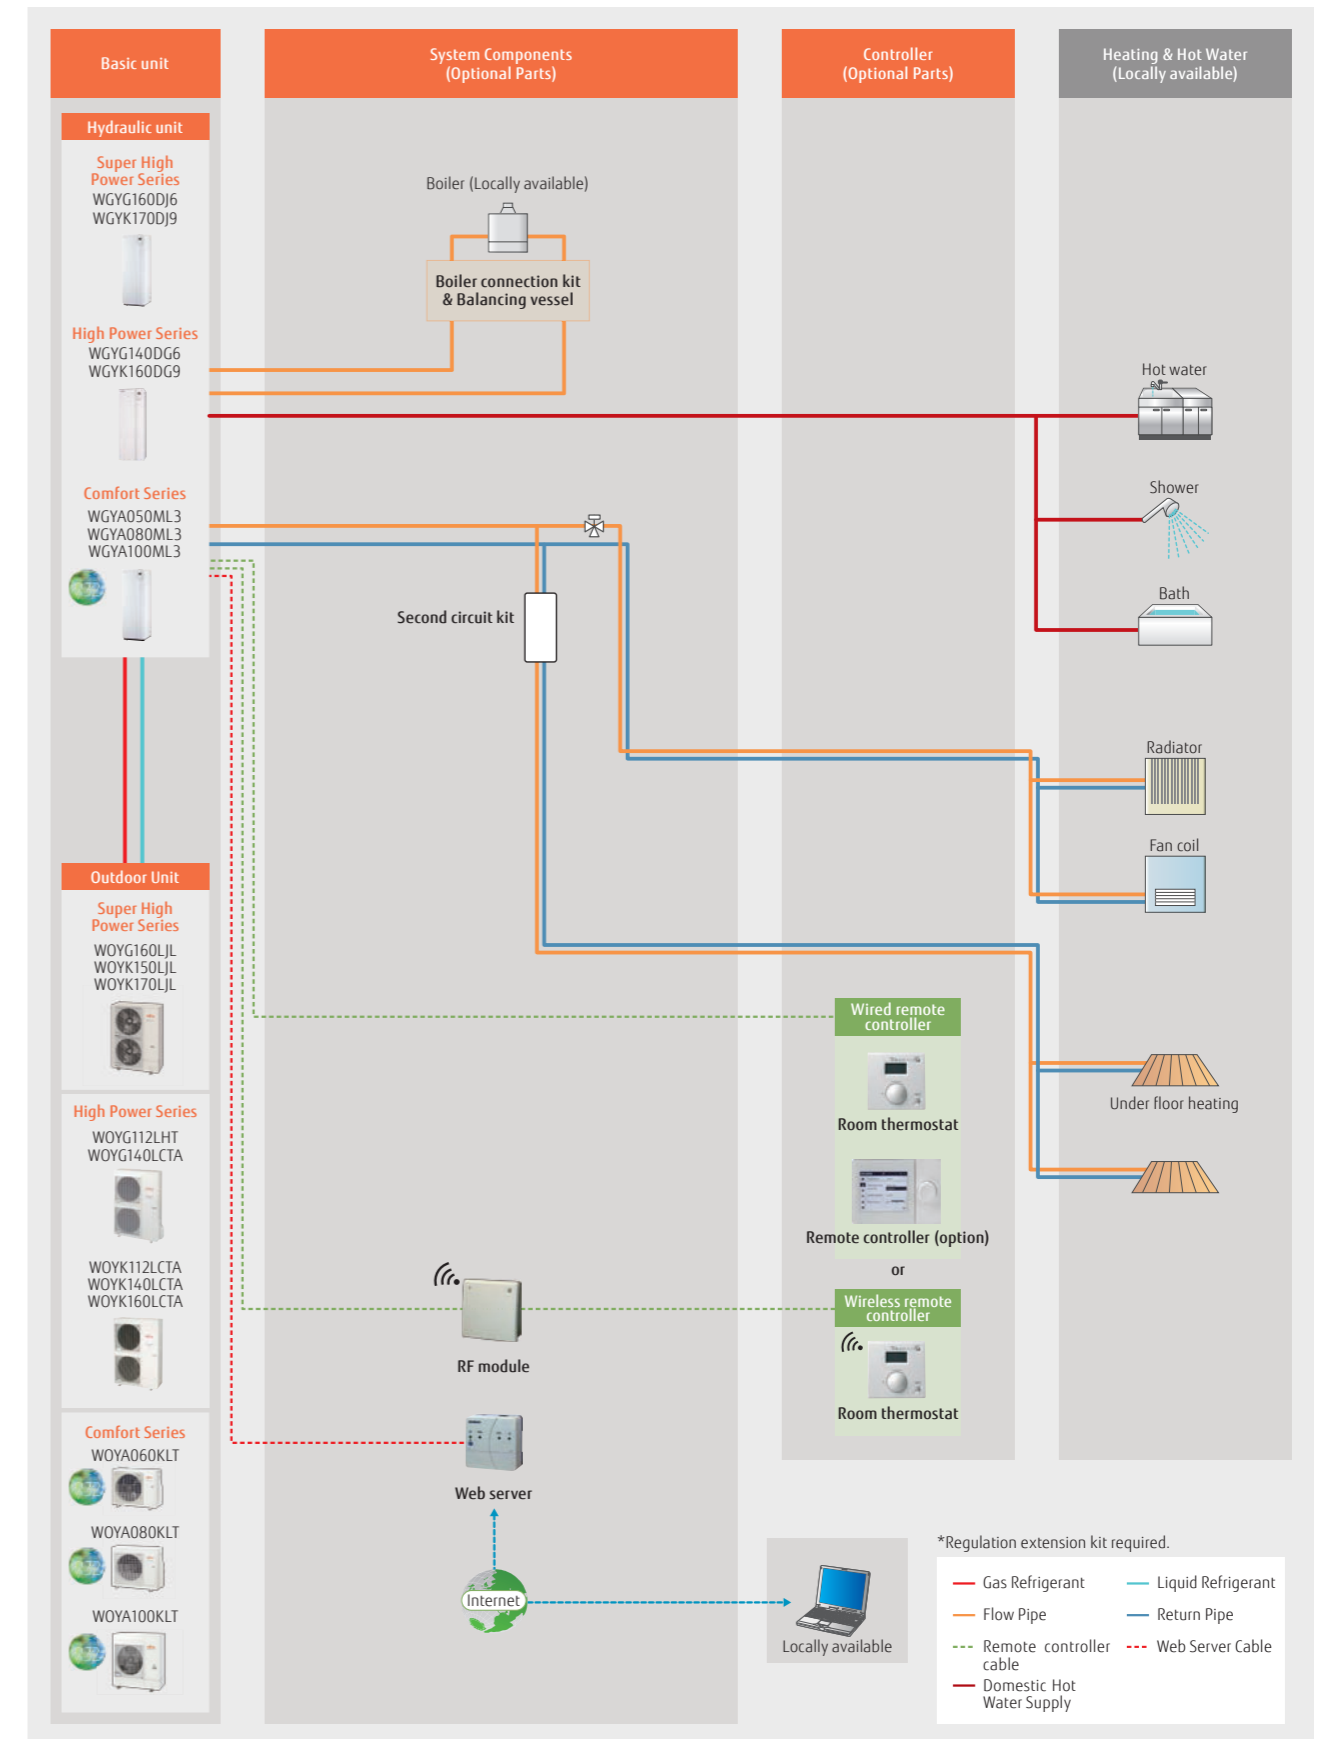 Basic unit
System Components
(Optional Parts)
Controller
(Optional Parts)
Heating & Hot Water
(Locally available)
Hydraulic unit
Super High
Power Series
WGYG160DJ6
WGYK170DJ9
High Power Series
WGYG140DG6
WGYK160DG9
Comfort Series
WGYA050ML3
WGYA080ML3
WGYA100ML3
Outdoor Unit
Super High
Power Series
WOYG160LJL
WOYK150LJL
WOYK170LJL
High Power Series
WOYG112LHT
WOYG140LCTA
WOYK112LCTA
WOYK140LCTA
WOYK160LCTA
Comfort Series
WOYA060KLT
WOYA080KLT
WOYA100KLT
Boiler (Locally available)
Boiler connection kit
& Balancing vessel
Second circuit kit
RF module
Web server
Internet
Wired remote
controller
Room thermostat
Remote controller (option)
or
Wireless remote
controller
Room thermostat
Locally available
Hot water
Shower
Bath
Radiator
Fan coil
Under floor heating
*Regulation extension kit required.
Gas Refrigerant
Liquid Refrigerant
Flow Pipe
Return Pipe
Remote controller
cable
Web Server Cable
Domestic Hot
Water Supply